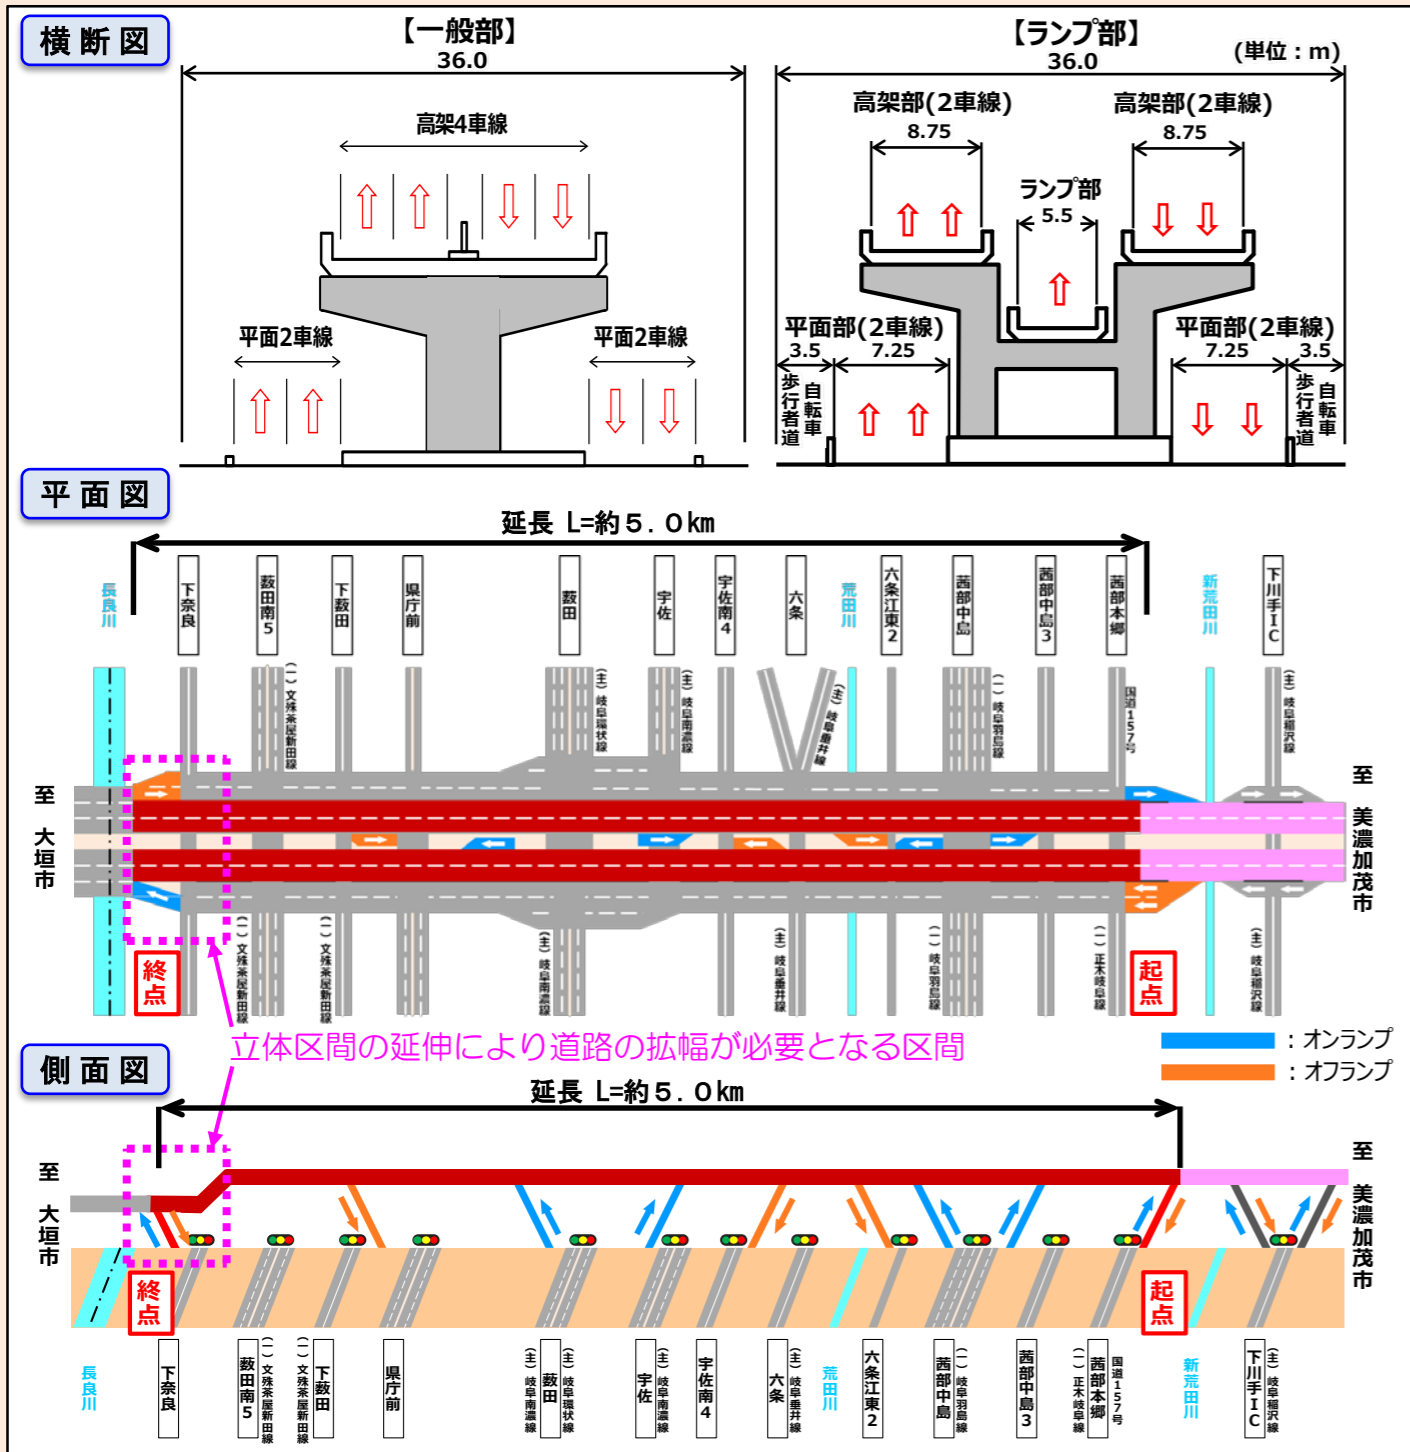 横断図
【一般部】
36.0
高架4車線
平面2車線
平面2車線
【ランプ部】
36.0
(単位：m)
高架部(2車線)
8.75
高架部(2車線)
8.75
ランプ部
5.5
平面部(2車線)
3.5
7.25
平面部(2車線)
7.25
3.5
自転車
歩行者道
自転車
歩行者道
平面図
延長 L=約5.0km
長良川
下奈良
薮田南5
下薮田
県庁前
薮田
宇佐
宇佐南4
六条
荒田川
六条江東2
茜部中島
茜部中島3
茜部本郷
新荒田川
下川手IC
(一)文殊茶屋新田線
(主)岐阜環状線
(主)岐阜南濃線
(主)岐阜垂井線
(一)岐阜羽島線
国道157号
(主)岐阜稲沢線
至 大垣市
至 美濃加茂市
(一)文殊茶屋新田線
(一)文殊茶屋新田線
(主)岐阜南濃線
(主)岐阜垂井線
(一)岐阜羽島線
(一)正木岐阜線
(主)岐阜稲沢線
終点
起点
立体区間の延伸により道路の拡幅が必要となる区間
：オンランプ
：オフランプ
側面図
延長 L=約5.0km
至 大垣市
至 美濃加茂市
終点
起点
長良川
下奈良
薮田南5
(一)文殊茶屋新田線
(一)文殊茶屋新田線
下薮田
県庁前
(主)岐阜南濃線
薮田
(主)岐阜環状線
宇佐
(主)岐阜南濃線
宇佐南4
六条
(主)岐阜垂井線
荒田川
六条江東2
茜部中島
(一)岐阜羽島線
茜部中島3
(一)正木岐阜線
茜部本郷
国道157号
新荒田川
下川手IC
(主)岐阜稲沢線